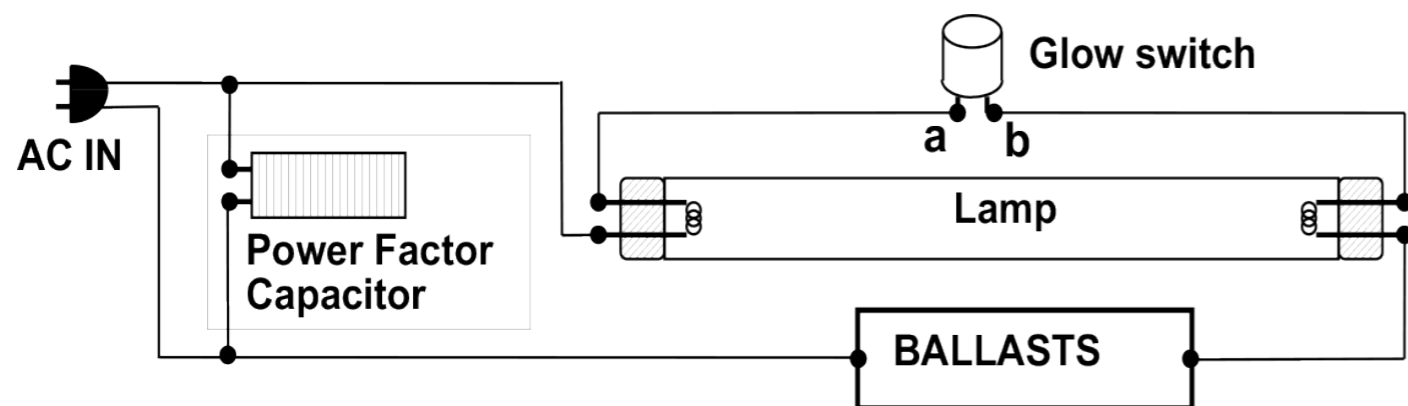 Glow switch
AC IN
a
b
Lamp
Power Factor
Capacitor
BALLASTS